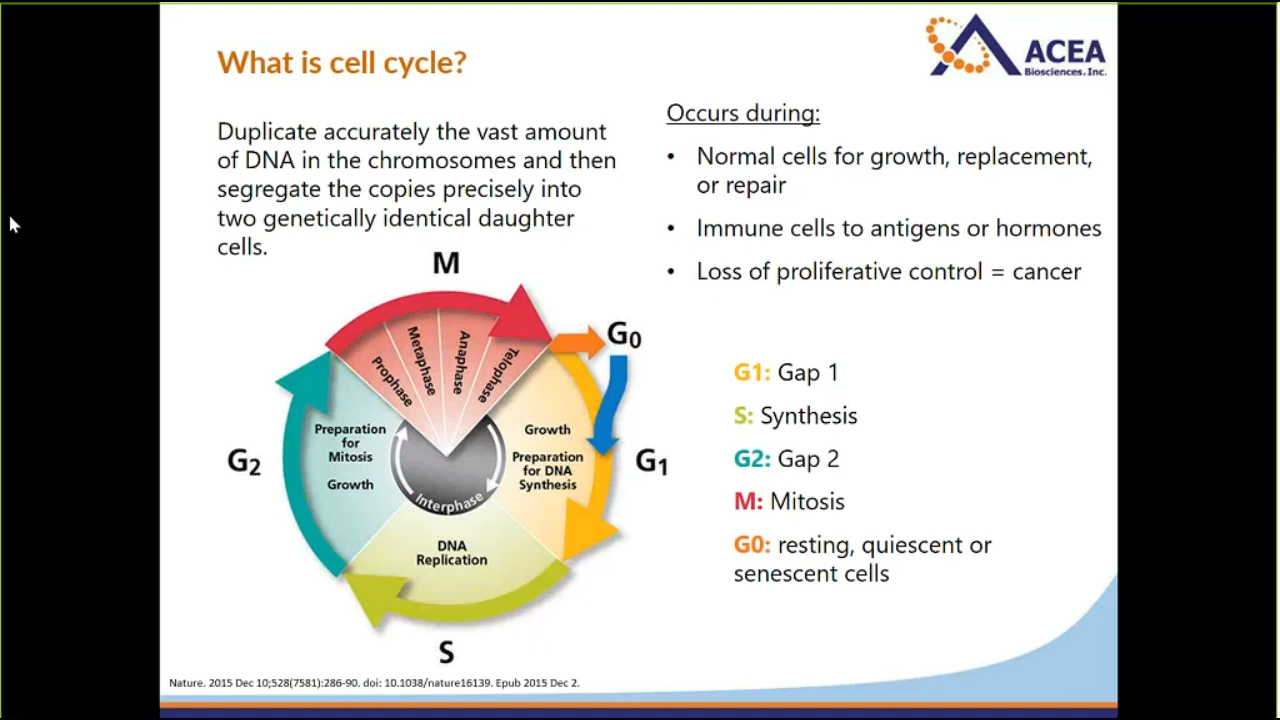 What is cell cycle?
ACEA
Biosciences, Inc.
Duplicate accurately the vast amount
of DNA in the chromosomes and then
segregate the copies precisely into
two genetically identical daughter
cells.
Occurs during:
• Normal cells for growth, replacement,
or repair
• Immune cells to antigens or hormones
• Loss of proliferative control = cancer
M
Prophase
Metaphase
Anaphase
Telophase
G0
G2
Preparation
for
Mitosis
Growth
Interphase
Growth
Preparation
for DNA
Synthesis
G1
DNA
Replication
S
G1: Gap 1
S: Synthesis
G2: Gap 2
M: Mitosis
G0: resting, quiescent or
senescent cells
Nature. 2015 Dec 10;528(7581):286-90. doi: 10.1038/nature16139. Epub 2015 Dec 2.